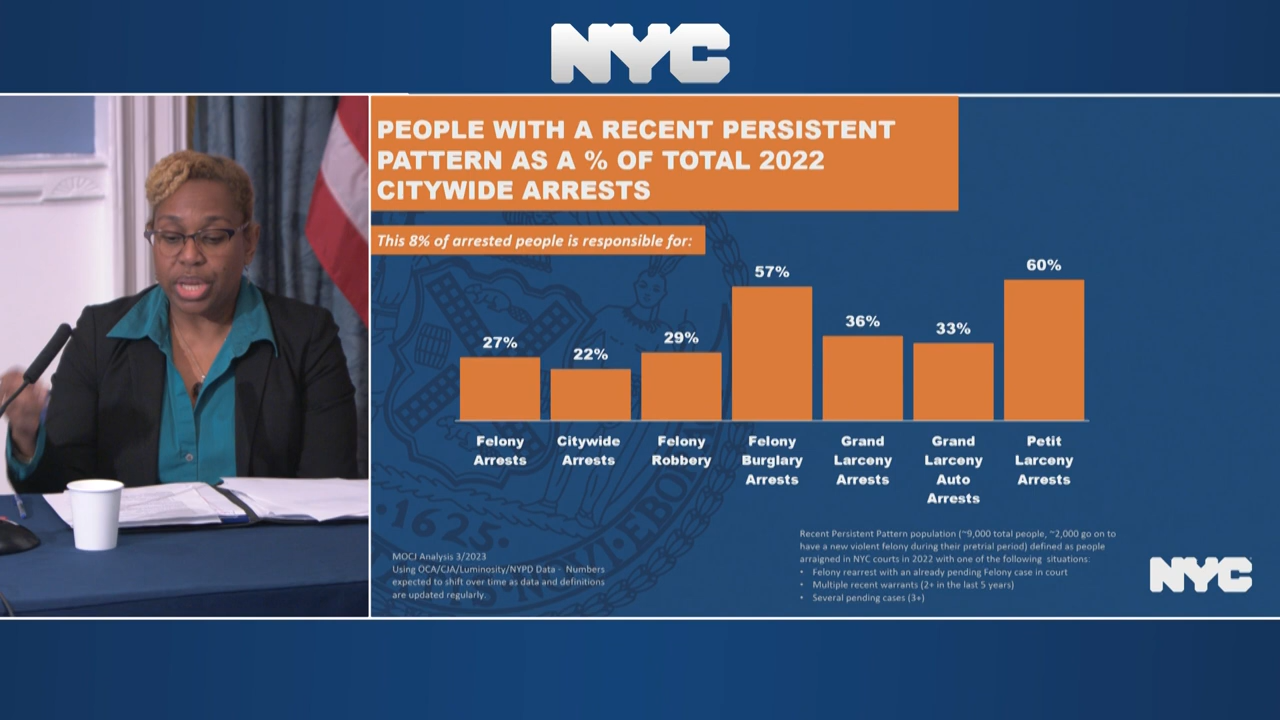 NYC
PEOPLE WITH A RECENT PERSISTENT
PATTERN AS A % OF TOTAL 2022
CITYWIDE ARRESTS
This 8% of arrested people is responsible for:
27%
22%
29%
57%
36%
33%
60%
Felony
Arrests
Citywide
Arrests
Felony
Robbery
Felony
Burglary
Arrests
Grand
Larceny
Arrests
Grand
Larceny
Auto
Arrests
Petit
Larceny
Arrests
1625.
MOCJ Analysis 3/2023
Using OCA/CJA/Luminosity/NYPD Data - Numbers
expected to shift over time as data and definitions
are updated regularly.
Recent Persistent Pattern population (~9,000 total people, ~2,000 go on to
have a new violent felony during their pretrial period) defined as people
arraigned in NYC courts in 2022 with one of the following situations:
• Felony rearrest with an already pending Felony case in court
• Multiple recent warrants (2+ in the last 5 years)
• Several pending cases (3+)
NYC